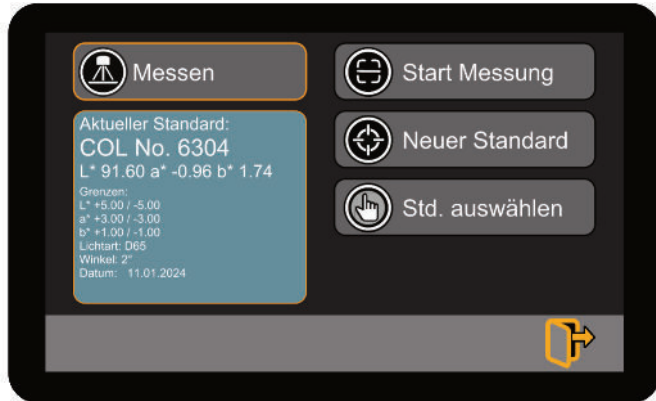 Messen
Aktueller Standard:
COL No. 6304
L* 91.60 a* -0.96 b* 1.74
Grenzen:
L* +5.00 / -5.00
a* +3.00 / -3.00
b* +1.00 / -1.00
Lichtart: D65
Winkel: 2°
Datum: 11.01.2024
Start Messung
Neuer Standard
Std. auswählen